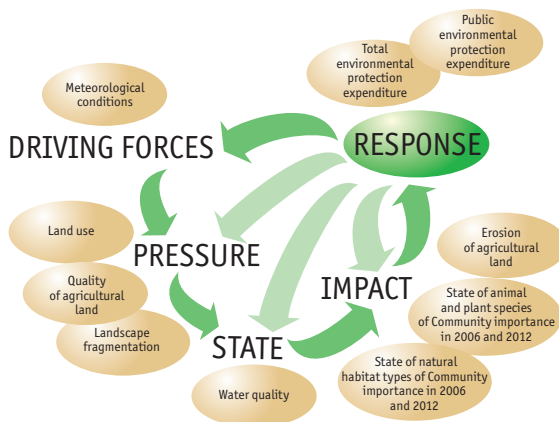 Public
environmental
protection
expenditure
Total
environmental
protection
expenditure
Meteorological
conditions
DRIVING FORCES
RESPONSE
Land use
PRESSURE
Erosion
of agricultural
land
Quality
of agricultural
land
IMPACT
State of animal
and plant species
of Community importance
in 2006 and 2012
Landscape
fragmentation
STATE
State of natural
habitat types of Community
importance in 2006
and 2012
Water quality